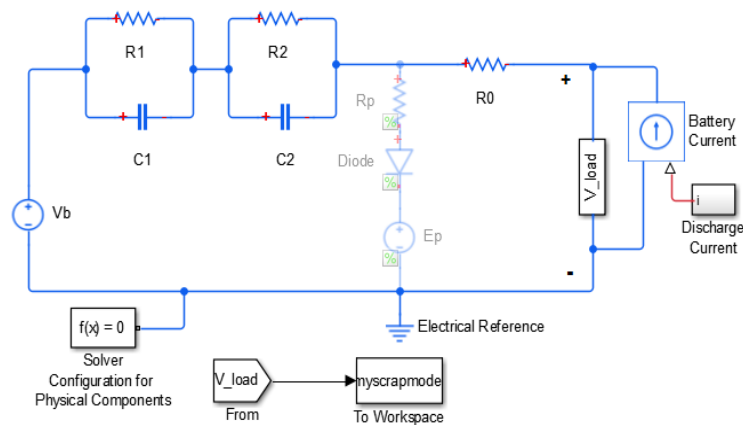 R1
R2
C1
C2
Vb
Rp
%
Diode
%
Ep
%
R0
+
-
V_load
Battery
Current
i
Discharge
Current
f(x) = 0
Solver
Configuration for
Physical Components
Electrical Reference
V_load
From
nyscrapmode
To Workspace